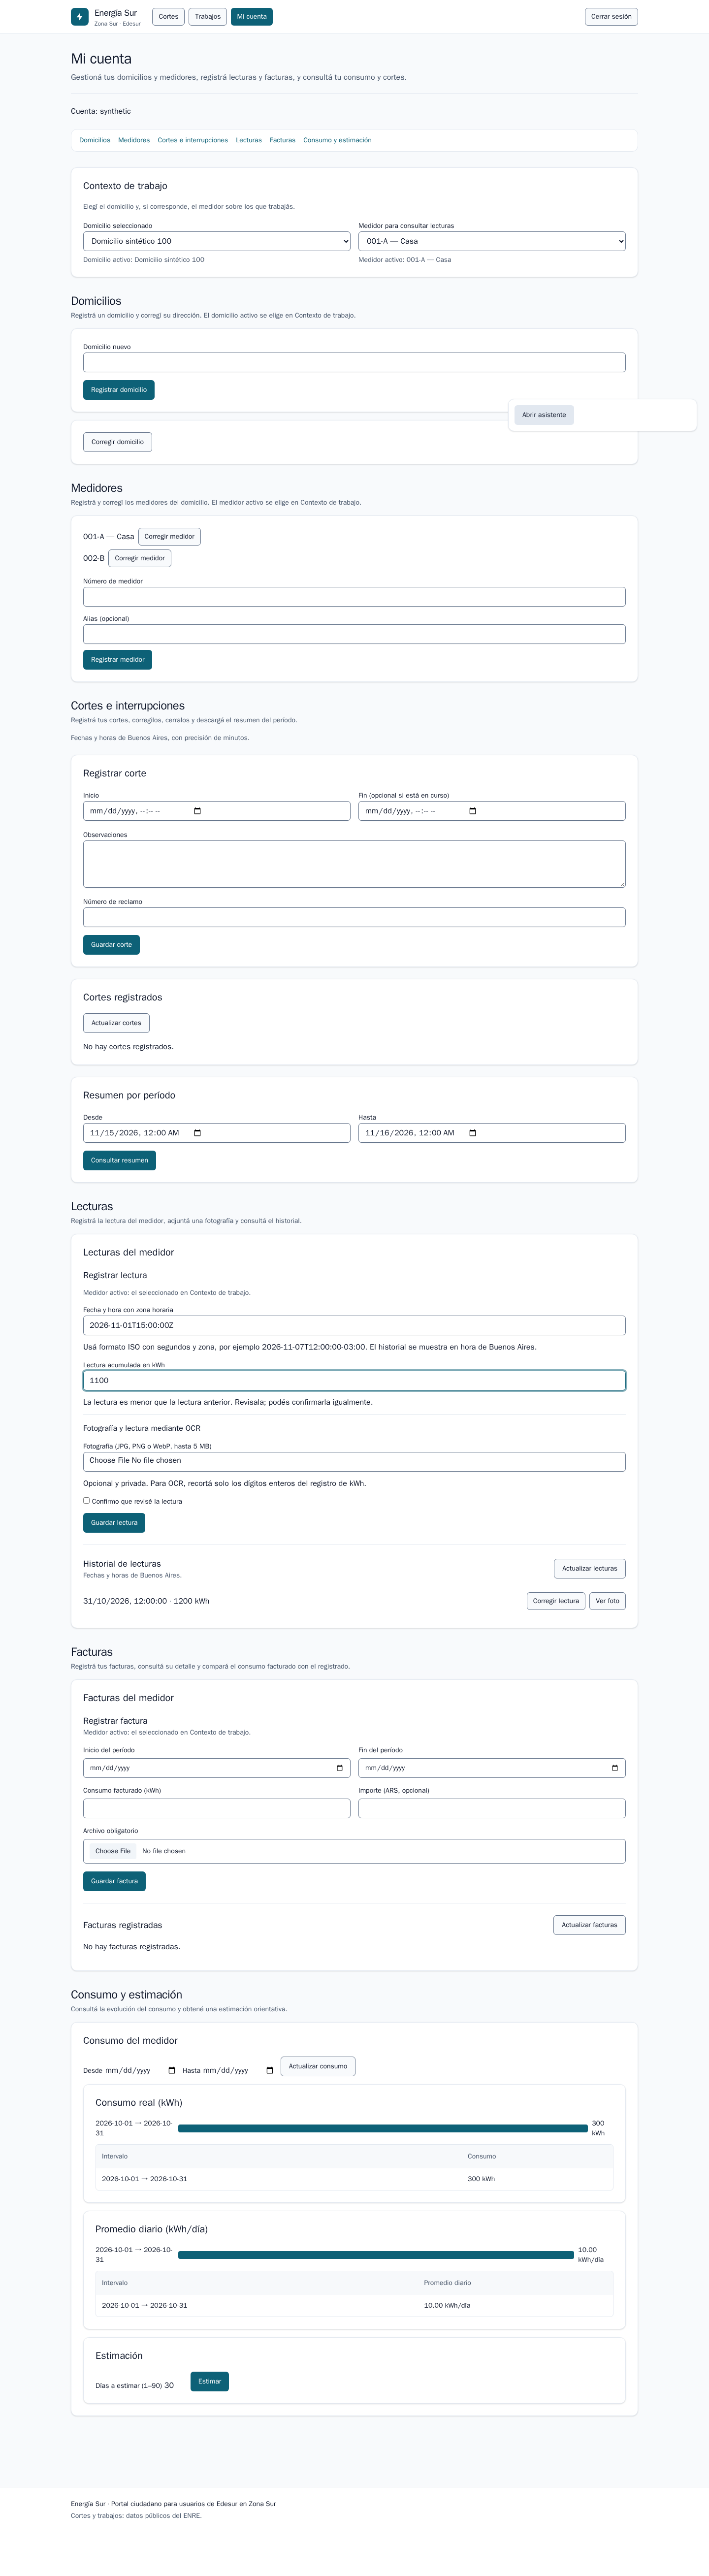 Energía Sur
Zona Sur · Edesur
Cortes
Trabajos
Mi cuenta
Cerrar sesión
Mi cuenta
Gestioná tus domicilios y medidores, registrá lecturas y facturas, y consultá tu consumo y cortes.
Cuenta: synthetic
Domicilios Medidores Cortes e interrupciones Lecturas Facturas Consumo y estimación
Contexto de trabajo
Elegí el domicilio y, si corresponde, el medidor sobre los que trabajás.
Domicilio seleccionado
Domicilio sintético 100
Domicilio activo: Domicilio sintético 100
Medidor para consultar lecturas
001-A — Casa
Medidor activo: 001-A — Casa
Domicilios
Registrá un domicilio y corregí su dirección. El domicilio activo se elige en Contexto de trabajo.
Domicilio nuevo
Registrar domicilio
Abrir asistente
Corregir domicilio
Medidores
Registrá y corregí los medidores del domicilio. El medidor activo se elige en Contexto de trabajo.
001-A — Casa Corregir medidor
002-B Corregir medidor
Número de medidor
Alias (opcional)
Registrar medidor
Cortes e interrupciones
Registrá tus cortes, corregilos, cerralos y descargá el resumen del período.
Fechas y horas de Buenos Aires, con precisión de minutos.
Registrar corte
Inicio
mm/dd/yyyy, --:-- --
Fin (opcional si está en curso)
mm/dd/yyyy, --:-- --
Observaciones
Número de reclamo
Guardar corte
Cortes registrados
Actualizar cortes
No hay cortes registrados.
Resumen por período
Desde
11/15/2026, 12:00 AM
Hasta
11/16/2026, 12:00 AM
Consultar resumen
Lecturas
Registrá la lectura del medidor, adjuntá una fotografía y consultá el historial.
Lecturas del medidor
Registrar lectura
Medidor activo: el seleccionado en Contexto de trabajo.
Fecha y hora con zona horaria
2026-11-01T15:00:00Z
Usá formato ISO con segundos y zona, por ejemplo 2026-11-07T12:00:00-03:00. El historial se muestra en hora de Buenos Aires.
Lectura acumulada en kWh
1100
La lectura es menor que la lectura anterior. Revisala; podés confirmarla igualmente.
Fotografía y lectura mediante OCR
Fotografía (JPG, PNG o WebP, hasta 5 MB)
Choose File No file chosen
Opcional y privada. Para OCR, recortá solo los dígitos enteros del registro de kWh.
Confirmo que revisé la lectura
Guardar lectura
Historial de lecturas
Fechas y horas de Buenos Aires.
Actualizar lecturas
31/10/2026, 12:00:00 · 1200 kWh
Corregir lectura
Ver foto
Facturas
Registrá tus facturas, consultá su detalle y compará el consumo facturado con el registrado.
Facturas del medidor
Registrar factura
Medidor activo: el seleccionado en Contexto de trabajo.
Inicio del período
mm/dd/yyyy
Fin del período
mm/dd/yyyy
Consumo facturado (kWh)
Importe (ARS, opcional)
Archivo obligatorio
Choose File No file chosen
Guardar factura
Facturas registradas
Actualizar facturas
No hay facturas registradas.
Consumo y estimación
Consultá la evolución del consumo y obtené una estimación orientativa.
Consumo del medidor
Desde mm/dd/yyyy Hasta mm/dd/yyyy Actualizar consumo
Consumo real (kWh)
2026-10-01 → 2026-10-
31
300
kWh
Intervalo Consumo
2026-10-01 → 2026-10-31 300 kWh
Promedio diario (kWh/día)
2026-10-01 → 2026-10-
31
10.00
kWh/día
Intervalo Promedio diario
2026-10-01 → 2026-10-31 10.00 kWh/día
Estimación
Días a estimar (1–90) 30 Estimar
Energía Sur · Portal ciudadano para usuarios de Edesur en Zona Sur
Cortes y trabajos: datos públicos del ENRE.